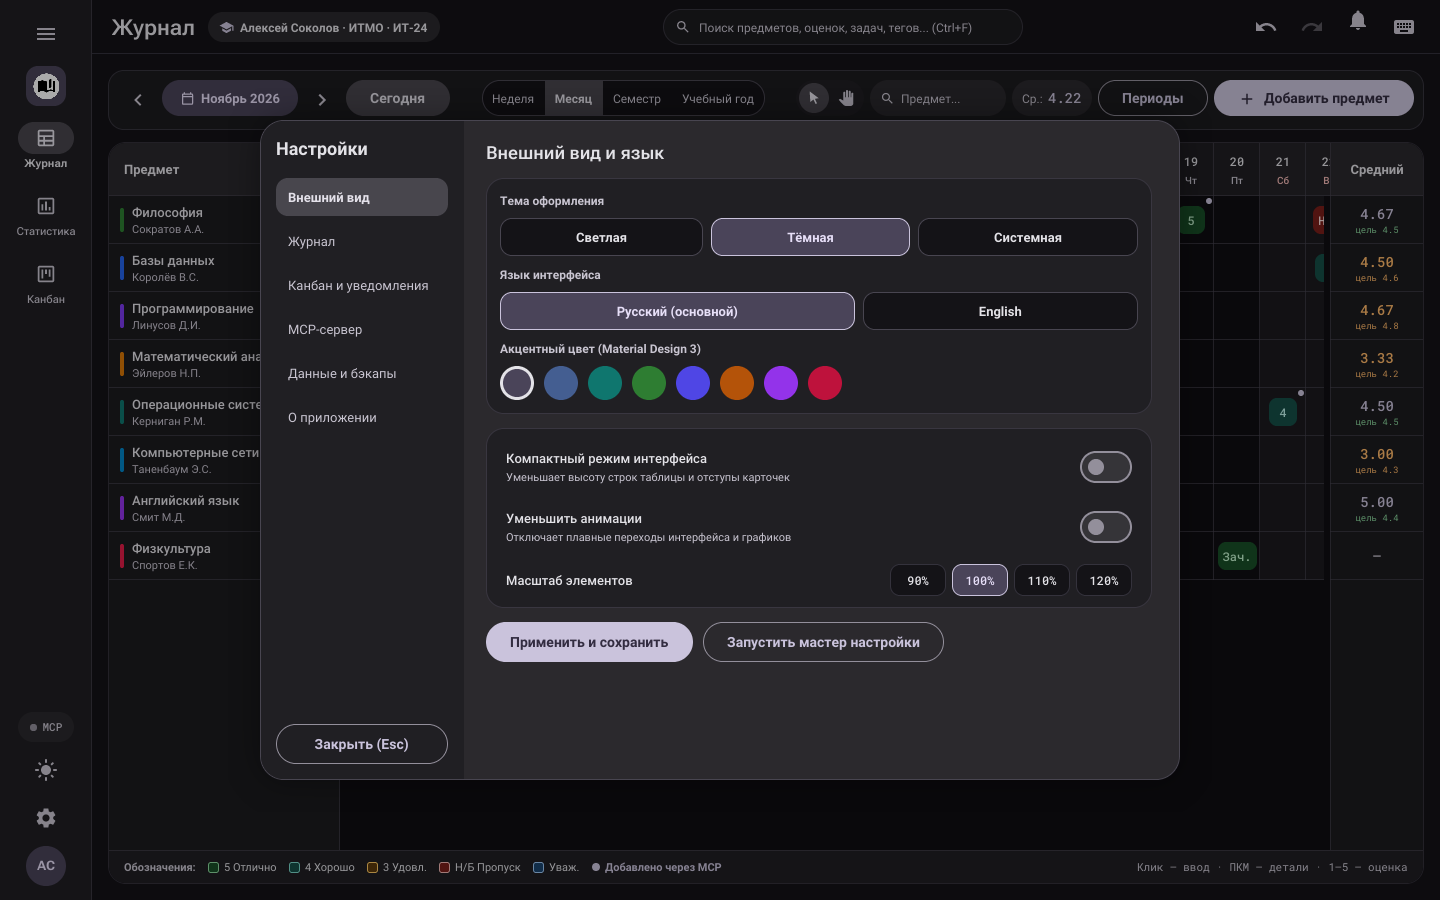 Журнал
Алексей Соколов · ИТМО · ИТ-24
Поиск предметов, оценок, задач, тегов... (Ctrl+F)
Журнал
Статистика
Канбан
MCP
АС
Ноябрь 2026
Сегодня
Неделя
Месяц
Семестр
Учебный год
Предмет...
Ср.: 4.22
Периоды
Добавить предмет
Предмет
Философия
Сократов А.А.
Базы данных
Королёв В.С.
Программирование
Линусов Д.И.
Математический ана
Эйлеров Н.П.
Операционные систе
Керниган Р.М.
Компьютерные сети
Таненбаум Э.С.
Английский язык
Смит М.Д.
Физкультура
Спортов Е.К.
Настройки
Внешний вид
Журнал
Канбан и уведомления
MCP-сервер
Данные и бэкапы
О приложении
Закрыть (Esc)
Внешний вид и язык
Тема оформления
Светлая
Тёмная
Системная
Язык интерфейса
Русский (основной)
English
Акцентный цвет (Material Design 3)
Компактный режим интерфейса
Уменьшает высоту строк таблицы и отступы карточек
Уменьшить анимации
Отключает плавные переходы интерфейса и графиков
Масштаб элементов
90%
100%
110%
120%
Применить и сохранить
Запустить мастер настройки
19
Чт
20
Пт
21
Сб
2
В
Средний
5
Н
4.67
цель 4.5
4.50
цель 4.6
4.67
цель 4.8
3.33
цель 4.2
4
4.50
цель 4.5
3.00
цель 4.3
5.00
цель 4.4
Зач.
—
Обозначения:
5 Отлично
4 Хорошо
3 Удовл.
Н/Б Пропуск
Уваж.
Добавлено через MCP
Клик — ввод · ПКМ — детали · 1–5 — оценка